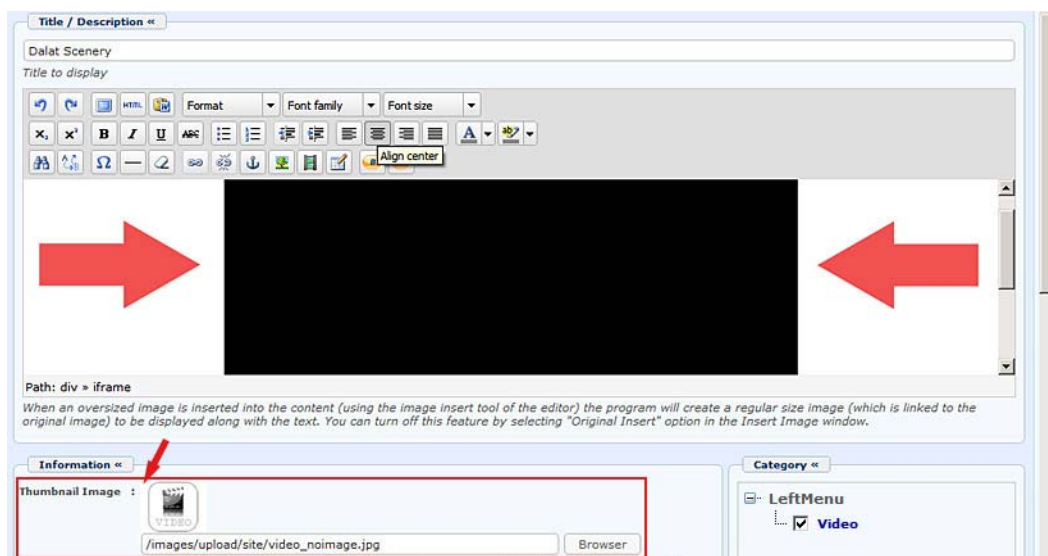 Title / Description «
Dalat Scenery
Title to display
HTML Format Font family Font size
X₂ X² B I U ABC A ab
Ω Align center
Path: div » iframe
When an oversized image is inserted into the content (using the image insert tool of the editor) the program will create a regular size image (which is linked to the
original image) to be displayed along with the text. You can turn off this feature by selecting "Original Insert" option in the Insert Image window.
Information «
Category «
Thumbnail Image :
VIDEO
/images/upload/site/video_noimage.jpg Browser
LeftMenu
Video